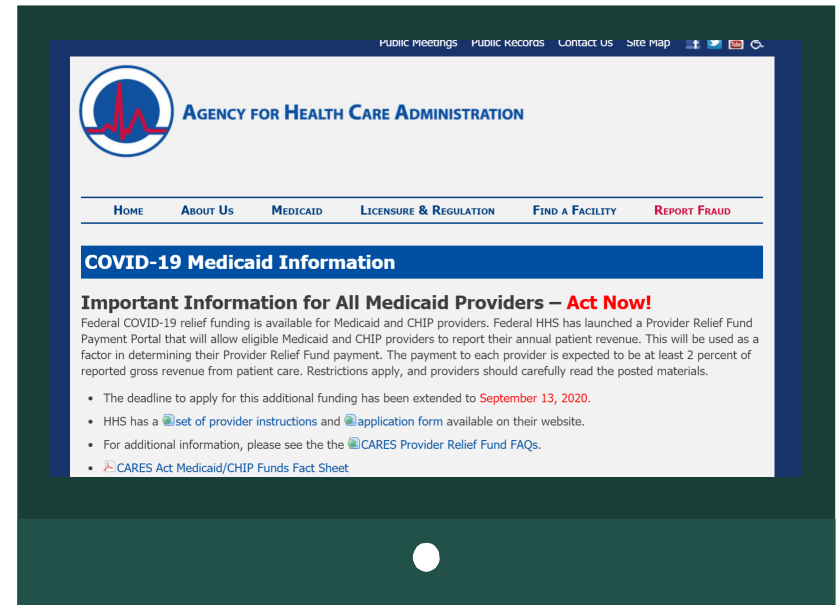 Public Meetings Public Records Contact Us Site Map
AGENCY FOR HEALTH CARE ADMINISTRATION
HOME ABOUT US MEDICAID LICENSURE & REGULATION FIND A FACILITY REPORT FRAUD
COVID-19 Medicaid Information
Important Information for All Medicaid Providers – Act Now!
Federal COVID-19 relief funding is available for Medicaid and CHIP providers. Federal HHS has launched a Provider Relief Fund
Payment Portal that will allow eligible Medicaid and CHIP providers to report their annual patient revenue. This will be used as a
factor in determining their Provider Relief Fund payment. The payment to each provider is expected to be at least 2 percent of
reported gross revenue from patient care. Restrictions apply, and providers should carefully read the posted materials.
• The deadline to apply for this additional funding has been extended to September 13, 2020.
• HHS has a set of provider instructions and application form available on their website.
• For additional information, please see the the CARES Provider Relief Fund FAQs.
• CARES Act Medicaid/CHIP Funds Fact Sheet